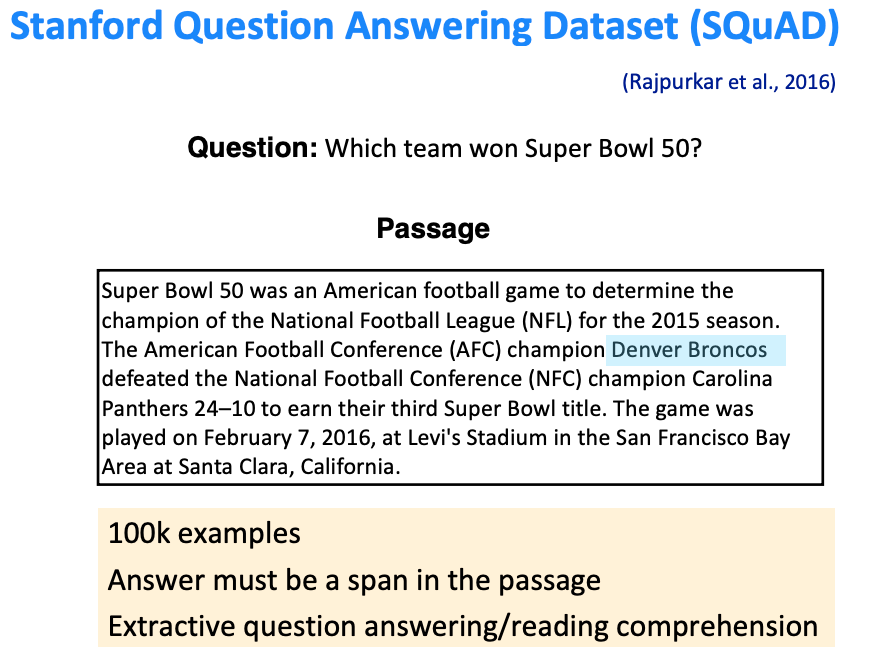 Stanford Question Answering Dataset (SQuAD)
(Rajpurkar et al., 2016)
Question: Which team won Super Bowl 50?
Passage
Super Bowl 50 was an American football game to determine the
champion of the National Football League (NFL) for the 2015 season.
The American Football Conference (AFC) champion Denver Broncos
defeated the National Football Conference (NFC) champion Carolina
Panthers 24–10 to earn their third Super Bowl title. The game was
played on February 7, 2016, at Levi's Stadium in the San Francisco Bay
Area at Santa Clara, California.
100k examples
Answer must be a span in the passage
Extractive question answering/reading comprehension